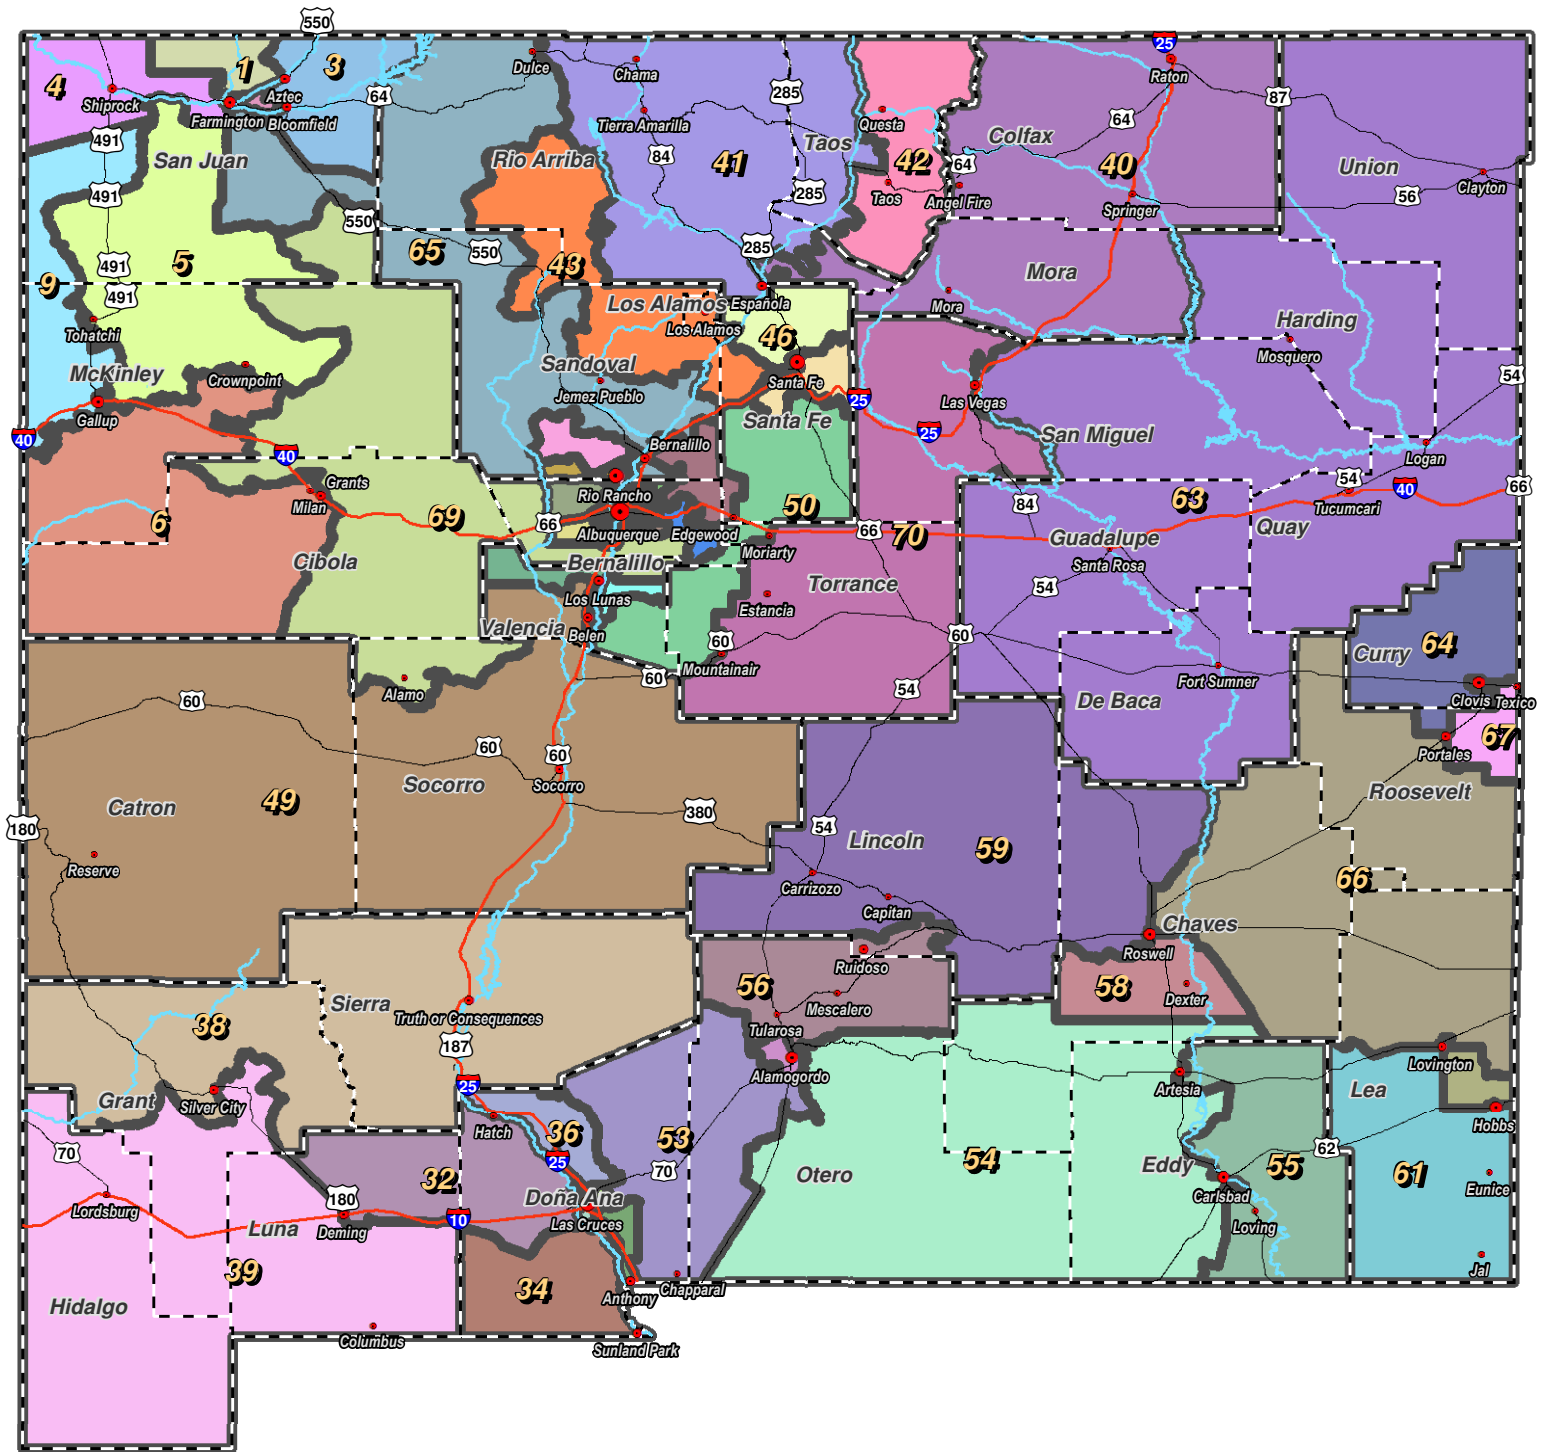 550
25
Dulce
Chama
Raton
4
1
3
Aztec
64
285
87
Shiprock
Farmington
Bloomfield
Tierra Amarilla
Questa
64
Colfax
491
San Juan
Rio Arriba
84
41
Taos
42
64
40
Union
Clayton
491
285
Taos
Angel Fire
Springer
56
550
5
65
550
43
285
491
9
491
Los Alamos
Española
Mora
Mora
Harding
Tohatchi
Los Alamos
46
Mosquero
McKinley
Crownpoint
Sandoval
Jemez Pueblo
Santa Fe
54
Gallup
40
Santa Fe
25
Las Vegas
25
San Miguel
40
Bernalillo
Logan
Grants
Milan
Rio Rancho
54
40
66
6
69
66
Albuquerque
Edgewood
50
84
63
Tucumcari
Moriarty
66
70
Guadalupe
Quay
Cibola
Bernalillo
Santa Rosa
Los Lunas
Estancia
Torrance
54
Valencia
Belen
60
60
64
Curry
Mountainair
60
Fort Sumner
Alamo
60
54
De Baca
Clovis
Texico
67
60
60
Portales
Socorro
Socorro
Catron
49
380
Roosevelt
180
54
Lincoln
59
Reserve
Carrizozo
66
Capitan
Chaves
Roswell
Ruidoso
56
58
Sierra
Mescalero
Dexter
38
Truth or Consequences
Tularosa
187
Lovington
Alamogordo
25
Artesia
Lea
Grant
Silver City
Hatch
36
53
Hobbs
70
25
70
Otero
54
Eddy
55
62
61
32
Eunice
Carlsbad
180
Doña Ana
Lordsburg
Luna
Deming
10
Las Cruces
Loving
39
34
Jal
Anthony
Chapparal
Hidalgo
Columbus
Sunland Park